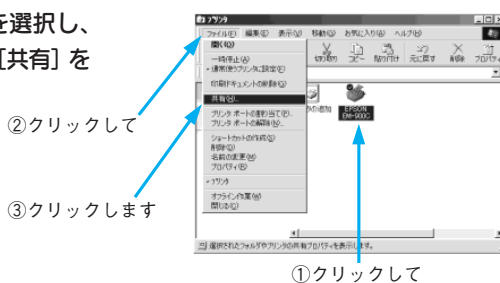 を選択し、
[共有] を
②クリックして
③クリックします
①クリックして
プリンタ
ファイル(F) 編集(E) 表示(V) 移動(G) お気に入り(A) ヘルプ(H)
開く(O)
一時停止(A)
・通常使うプリンタに設定(F)
印刷ドキュメントの削除(G)
共有(H)...
プリンタ ポートの割り当て(P)...
プリンタ ポートの解除(N)...
ショートカットの作成(S)
削除(D)
名前の変更(M)
プロパティ(R)
・プリンタ
オフライン作業(W)
閉じる(C)
切り取り コピー 貼り付け 元に戻す 削除 プロパティ
EPSON
EM-900C
選択されたフォルダやプリンタの共有プロパティを表示します。